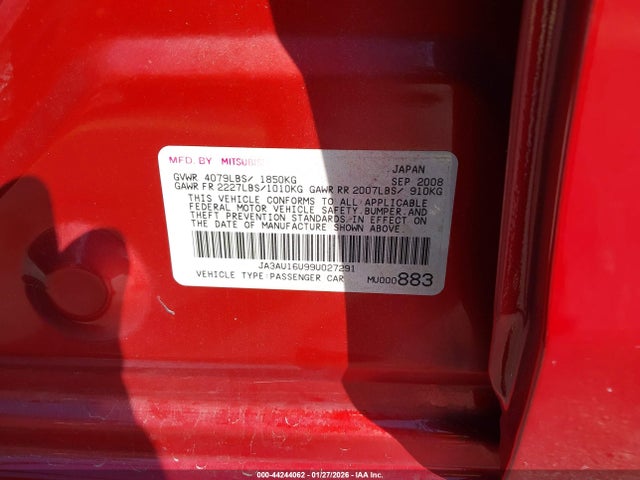 MFD. BY MITSUBIS JAPAN
GVWR 4079LBS/ 1850KG SEP 2008
GAWR FR 2227LBS/1010KG GAWR RR 2007LBS/ 910KG
THIS VEHICLE CONFORMS TO ALL APPLICABLE
FEDERAL MOTOR VEHICLE SAFETY, BUMPER, AND
THEFT PREVENTION STANDARDS IN EFFECT ON
THE DATE OF MANUFACTURE SHOWN ABOVE.
JA3AU16U99U027291
VEHICLE TYPE:PASSENGER CAR MU000883
000-44244062 - 01/27/2026 - Copyright © IAA, Inc.